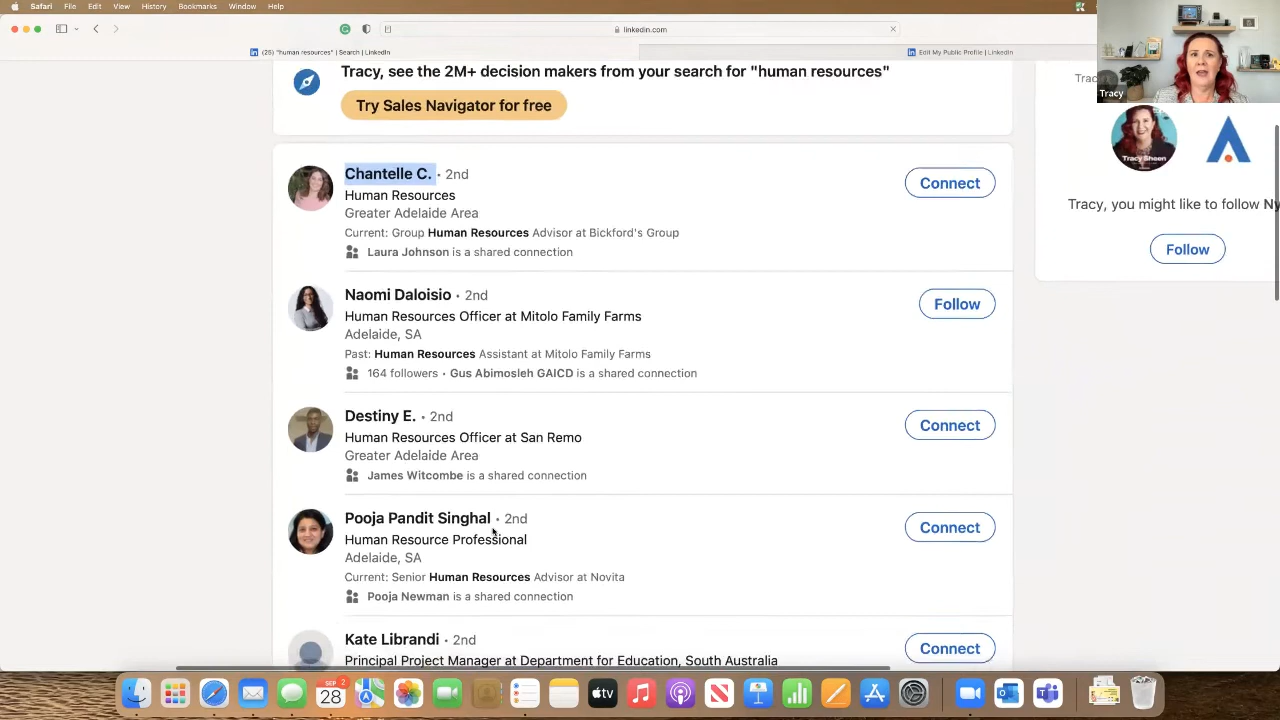 Safari File Edit View History Bookmarks Window Help
linkedin.com
(25) "human resources" | Search | LinkedIn
Edit My Public Profile | LinkedIn
Tracy
Tracy, see the 2M+ decision makers from your search for "human resources"
Try Sales Navigator for free
Chantelle C. • 2nd
Human Resources
Greater Adelaide Area
Current: Group Human Resources Advisor at Bickford's Group
Laura Johnson is a shared connection
Connect
Naomi Daloisio • 2nd
Human Resources Officer at Mitolo Family Farms
Adelaide, SA
Past: Human Resources Assistant at Mitolo Family Farms
164 followers • Gus Abimosleh GAICD is a shared connection
Follow
Destiny E. • 2nd
Human Resources Officer at San Remo
Greater Adelaide Area
James Witcombe is a shared connection
Connect
Pooja Pandit Singhal • 2nd
Human Resource Professional
Adelaide, SA
Current: Senior Human Resources Advisor at Novita
Pooja Newman is a shared connection
Connect
Kate Librandi • 2nd
Principal Project Manager at Department for Education, South Australia
Connect
Tracy Sheen
Tracy, you might like to follow Ny
Follow
SEP 2
28
tv